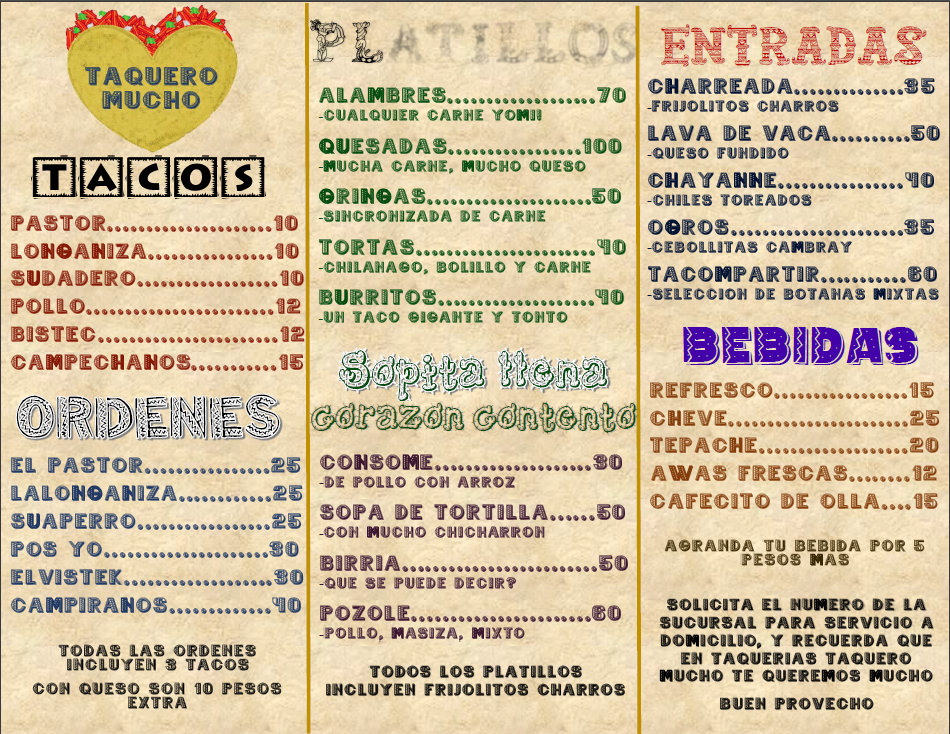 TAQUERO
MUCHO
TACOS
PASTOR......................10
LONGANIZA.................10
SUDADERO...................10
POLLO.........................12
BISTEC........................12
CAMPECHANOS...........15
ORDENES
EL PASTOR.................25
LALONGANIZA............25
SUAPERRO..................25
POS YO......................30
ELVISTEK....................30
CAMPIRANOS..............40
TODAS LAS ORDENES
INCLUYEN 3 TACOS
CON QUESO SON 10 PESOS
EXTRA
PLATILLOS
ALAMBRES....................70
-CUALQUIER CARNE YOMI!
QUESADAS..................100
-MUCHA CARNE, MUCHO QUESO
GRINGAS......................50
-SINCRONIZADA DE CARNE
TORTAS........................40
-CHILANAGO, BOLILLO Y CARNE
BURRITOS.....................40
-UN TACO GIGANTE Y TONTO
Sopita llena
corazon contento
CONSOME.....................30
-DE POLLO CON ARROZ
SOPA DE TORTILLA......50
-CON MUCHO CHICHARRON
BIRRIA..........................50
-QUE SE PUEDE DECIR?
POZOLE........................60
-POLLO, MASIZA, MIXTO
TODOS LOS PLATILLOS
INCLUYEN FRIJOLITOS CHARROS
ENTRADAS
CHARREADA...............35
-FRIJOLITOS CHARROS
LAVA DE VACA..........50
-QUESO FUNDIDO
CHAYANNE.................40
-CHILES TOREADOS
OGROS.......................35
-CEBOLLITAS CAMBRAY
TACOMPARTIR............60
-SELECCION DE BOTANAS MIXTAS
BEBIDAS
REFRESCO..................15
CHEVE.........................25
TEPACHE....................20
AWAS FRESCAS........12
CAFECITO DE OLLA....15
AGRANDA TU BEBIDA POR 5
PESOS MAS
SOLICITA EL NUMERO DE LA
SUCURSAL PARA SERVICIO A
DOMICILIO, Y RECUERDA QUE
EN TAQUERIAS TAQUERO
MUCHO TE QUEREMOS MUCHO
BUEN PROVECHO